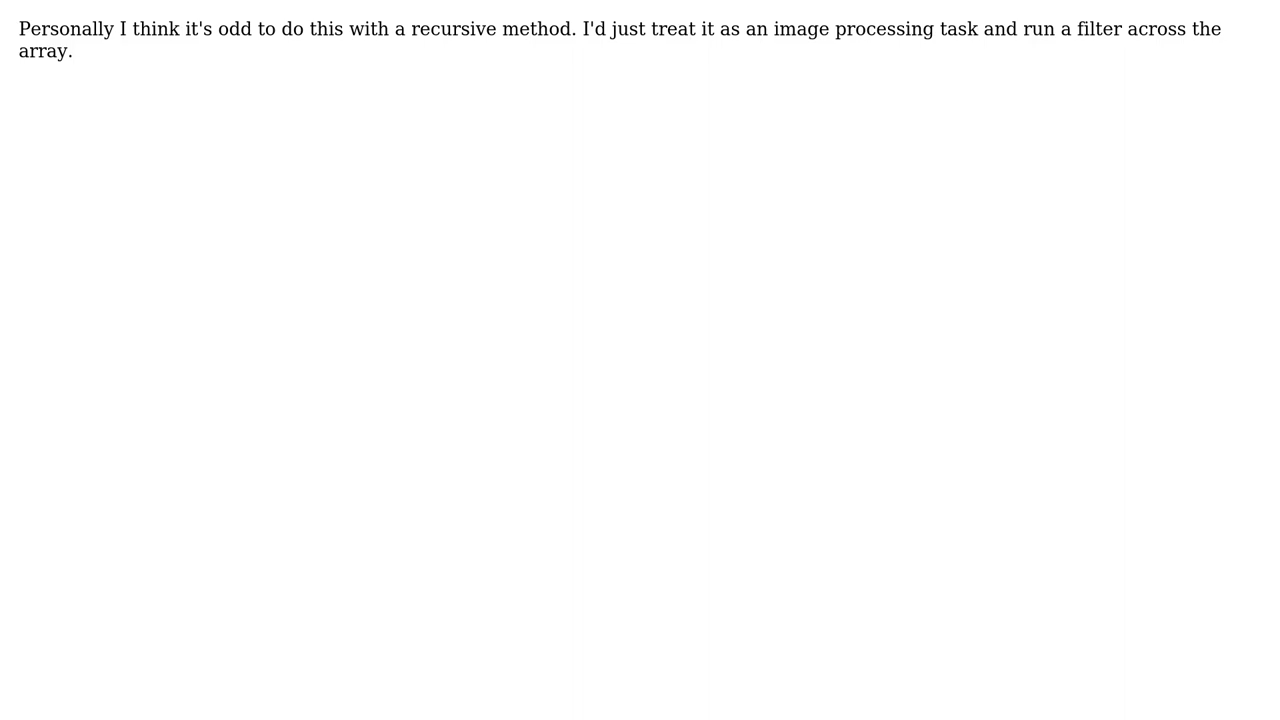 Personally I think it's odd to do this with a recursive method. I'd just treat it as an image processing task and run a filter across the
array.